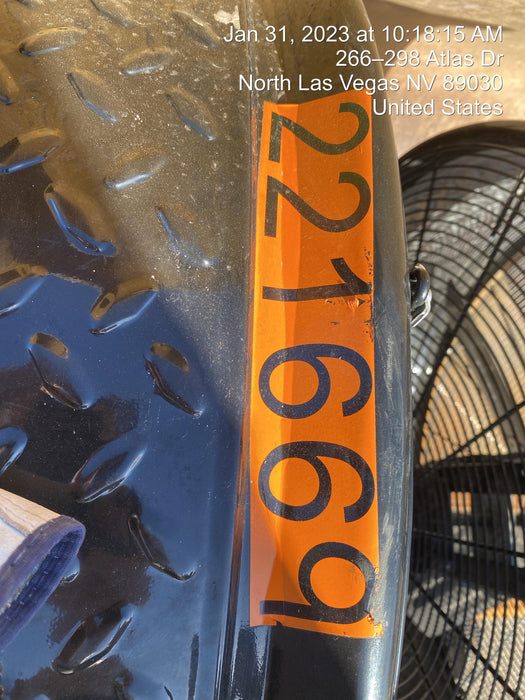 Jan 31, 2023 at 10:18:15 AM
266–298 Atlas Dr
North Las Vegas NV 89030
United States
221669